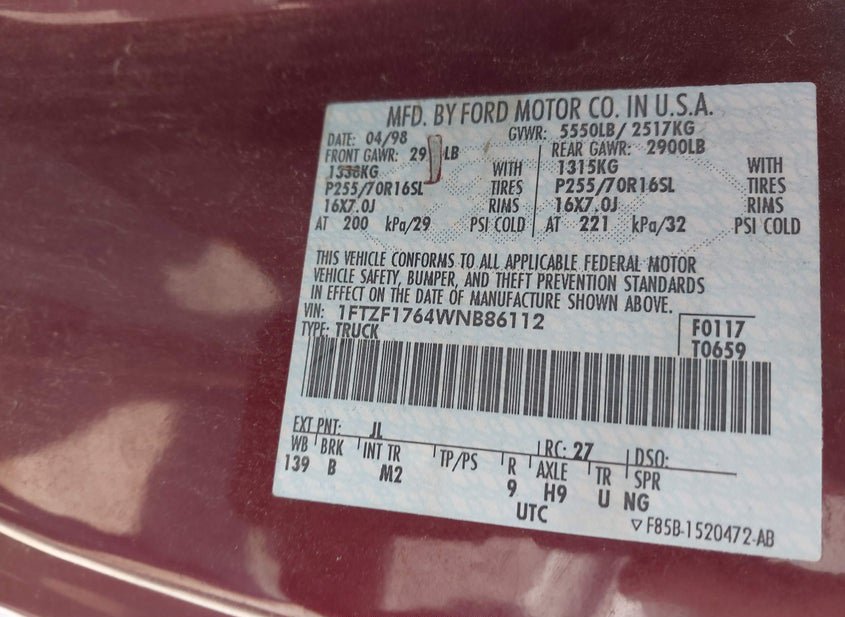 MFD. BY FORD MOTOR CO. IN U.S.A.
DATE: 04/98 GVWR: 5550LB/ 2517KG
FRONT GAWR: 29 LB REAR GAWR: 2900LB
1338KG WITH 1315KG WITH
P255/70R16SL TIRES P255/70R16SL TIRES
16X7.0J RIMS 16X7.0J RIMS
AT 200 kPa/29 PSI COLD AT 221 kPa/32 PSI COLD
THIS VEHICLE CONFORMS TO ALL APPLICABLE FEDERAL MOTOR
VEHICLE SAFETY, BUMPER, AND THEFT PREVENTION STANDARDS
IN EFFECT ON THE DATE OF MANUFACTURE SHOWN ABOVE.
VIN: 1FTZF1764WNB86112 F0117
TYPE: TRUCK T0659
EXT PNT: JL RC: 27 DSO:
WB BRK INT TR TP/PS R AXLE TR SPR
139 B M2 9 H9 U NG
UTC
▽ F85B-1520472-AB